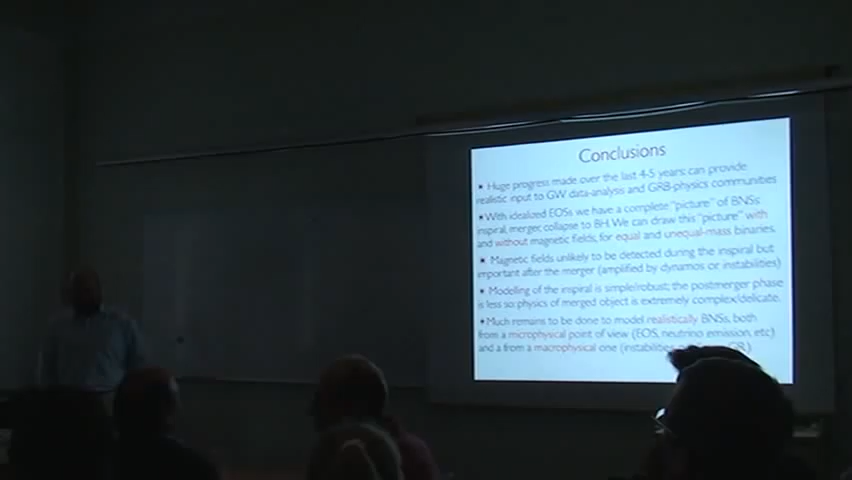 Conclusions
* Huge progress made over the last 4-5 years: can provide
realistic input to GW data-analysis and GRB-physics communities
* With idealized EOSs we have a complete "picture" of BNSs:
inspiral, merger, collapse to BH. We can draw this "picture" with
and without magnetic fields, for equal and unequal-mass binaries.
* Magnetic fields unlikely to be detected during the inspiral but
important after the merger (amplified by dynamos or instabilities)
* Modelling of the inspiral is simple/robust; the postmerger phase
is less so: physics of merged object is extremely complex/delicate.
* Much remains to be done to model realistically BNSs, both
from a microphysical point of view (EOS, neutrino emission, etc)
and a from a macrophysical one (instabilities